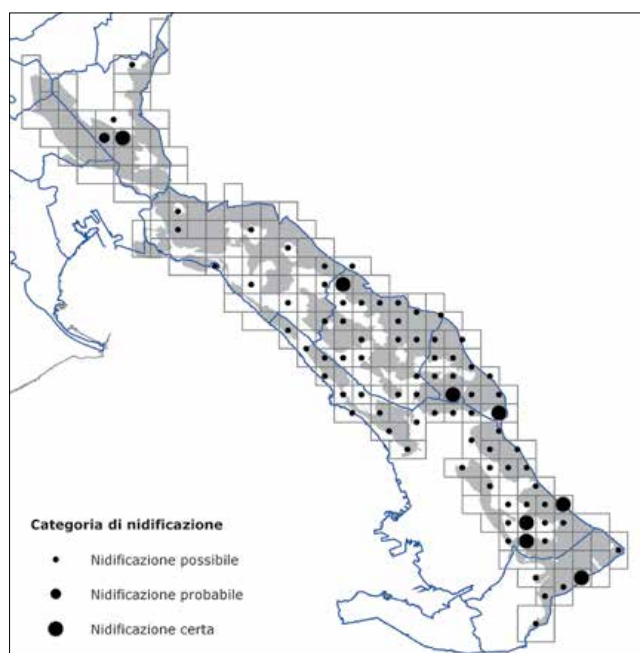 Categoria di nidificazione
Nidificazione possibile
Nidificazione probabile
Nidificazione certa